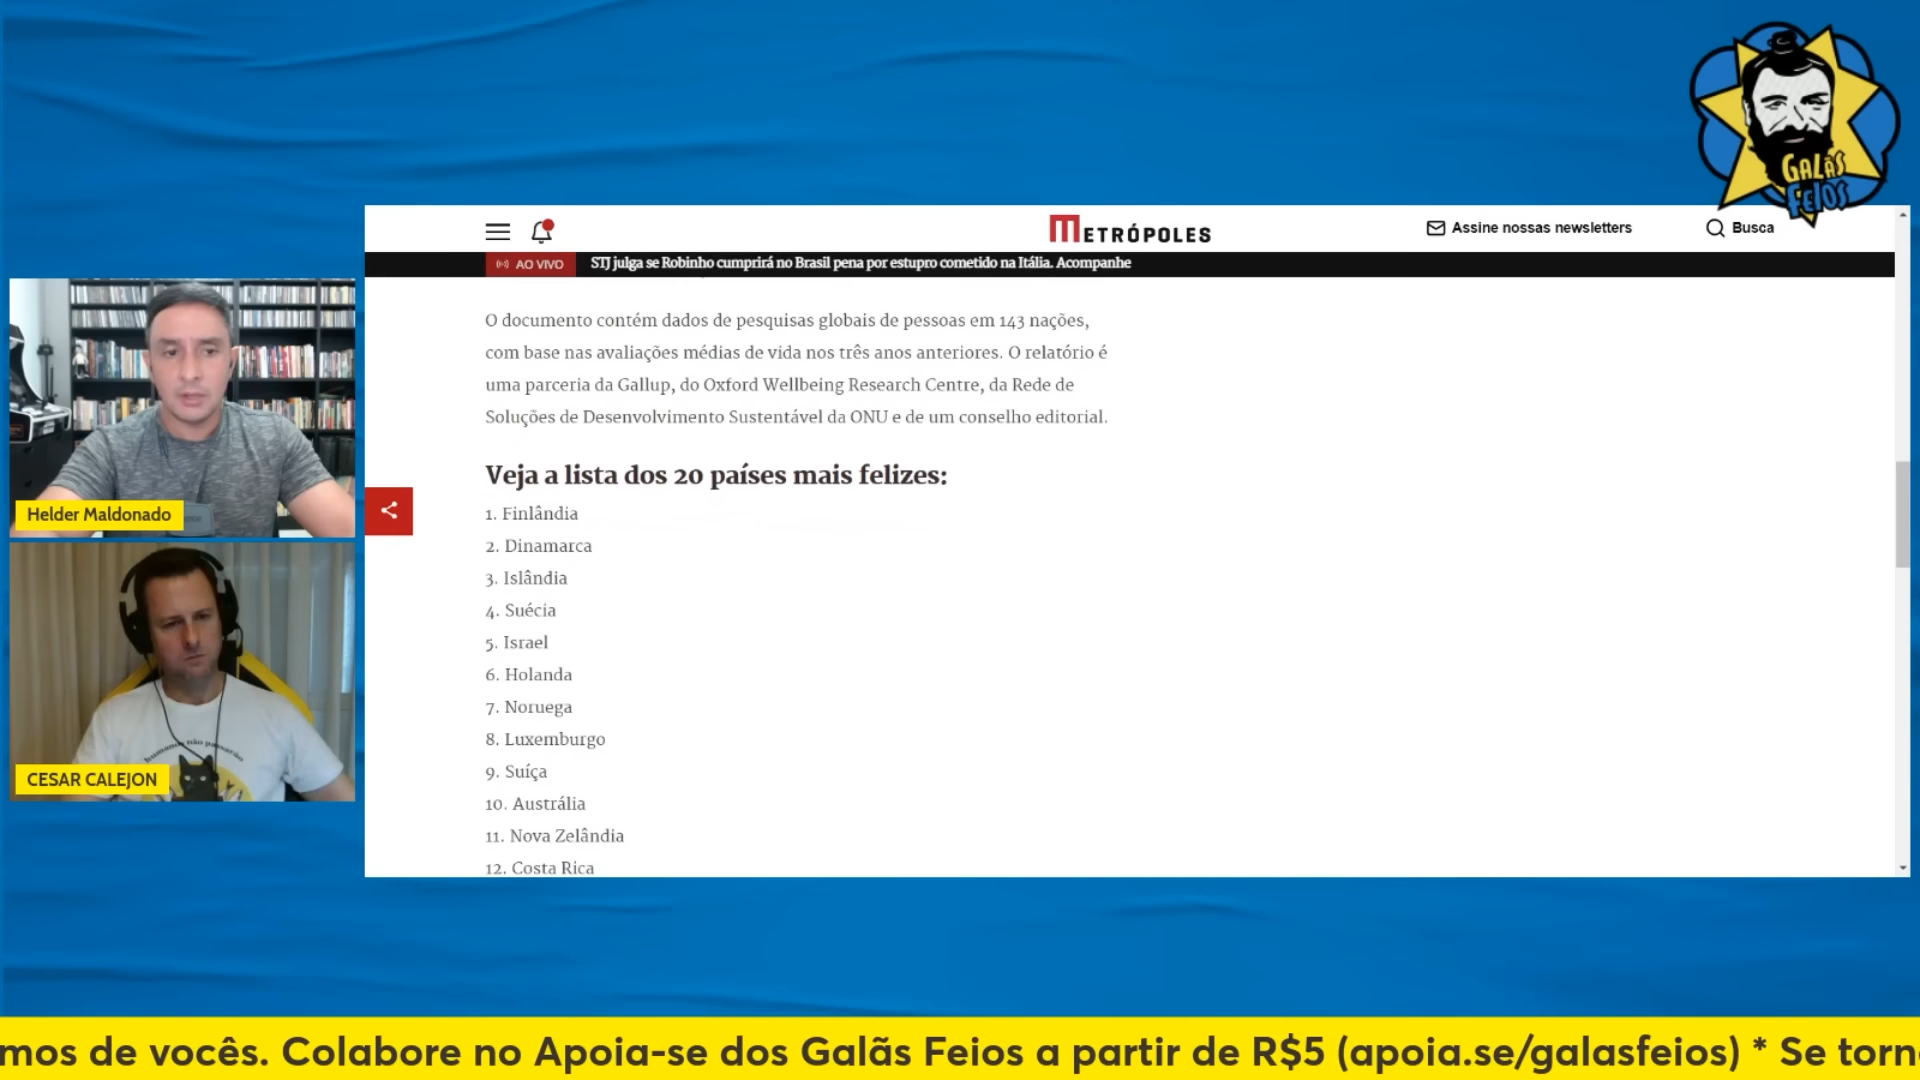 GALÃS
FEIOS
METRÓPOLES
Assine nossas newsletters
Busca
AO VIVO
STJ julga se Robinho cumprirá no Brasil pena por estupro cometido na Itália. Acompanhe
O documento contém dados de pesquisas globais de pessoas em 143 nações,
com base nas avaliações médias de vida nos três anos anteriores. O relatório é
uma parceria da Gallup, do Oxford Wellbeing Research Centre, da Rede de
Soluções de Desenvolvimento Sustentável da ONU e de um conselho editorial.
Veja a lista dos 20 países mais felizes:
1. Finlândia
2. Dinamarca
3. Islândia
4. Suécia
5. Israel
6. Holanda
7. Noruega
8. Luxemburgo
9. Suíça
10. Austrália
11. Nova Zelândia
12. Costa Rica
Helder Maldonado
humanos não passarão
CESAR CALEJON
mos de vocês. Colabore no Apoia-se dos Galãs Feios a partir de R$5 (apoia.se/galasfeios) * Se torn